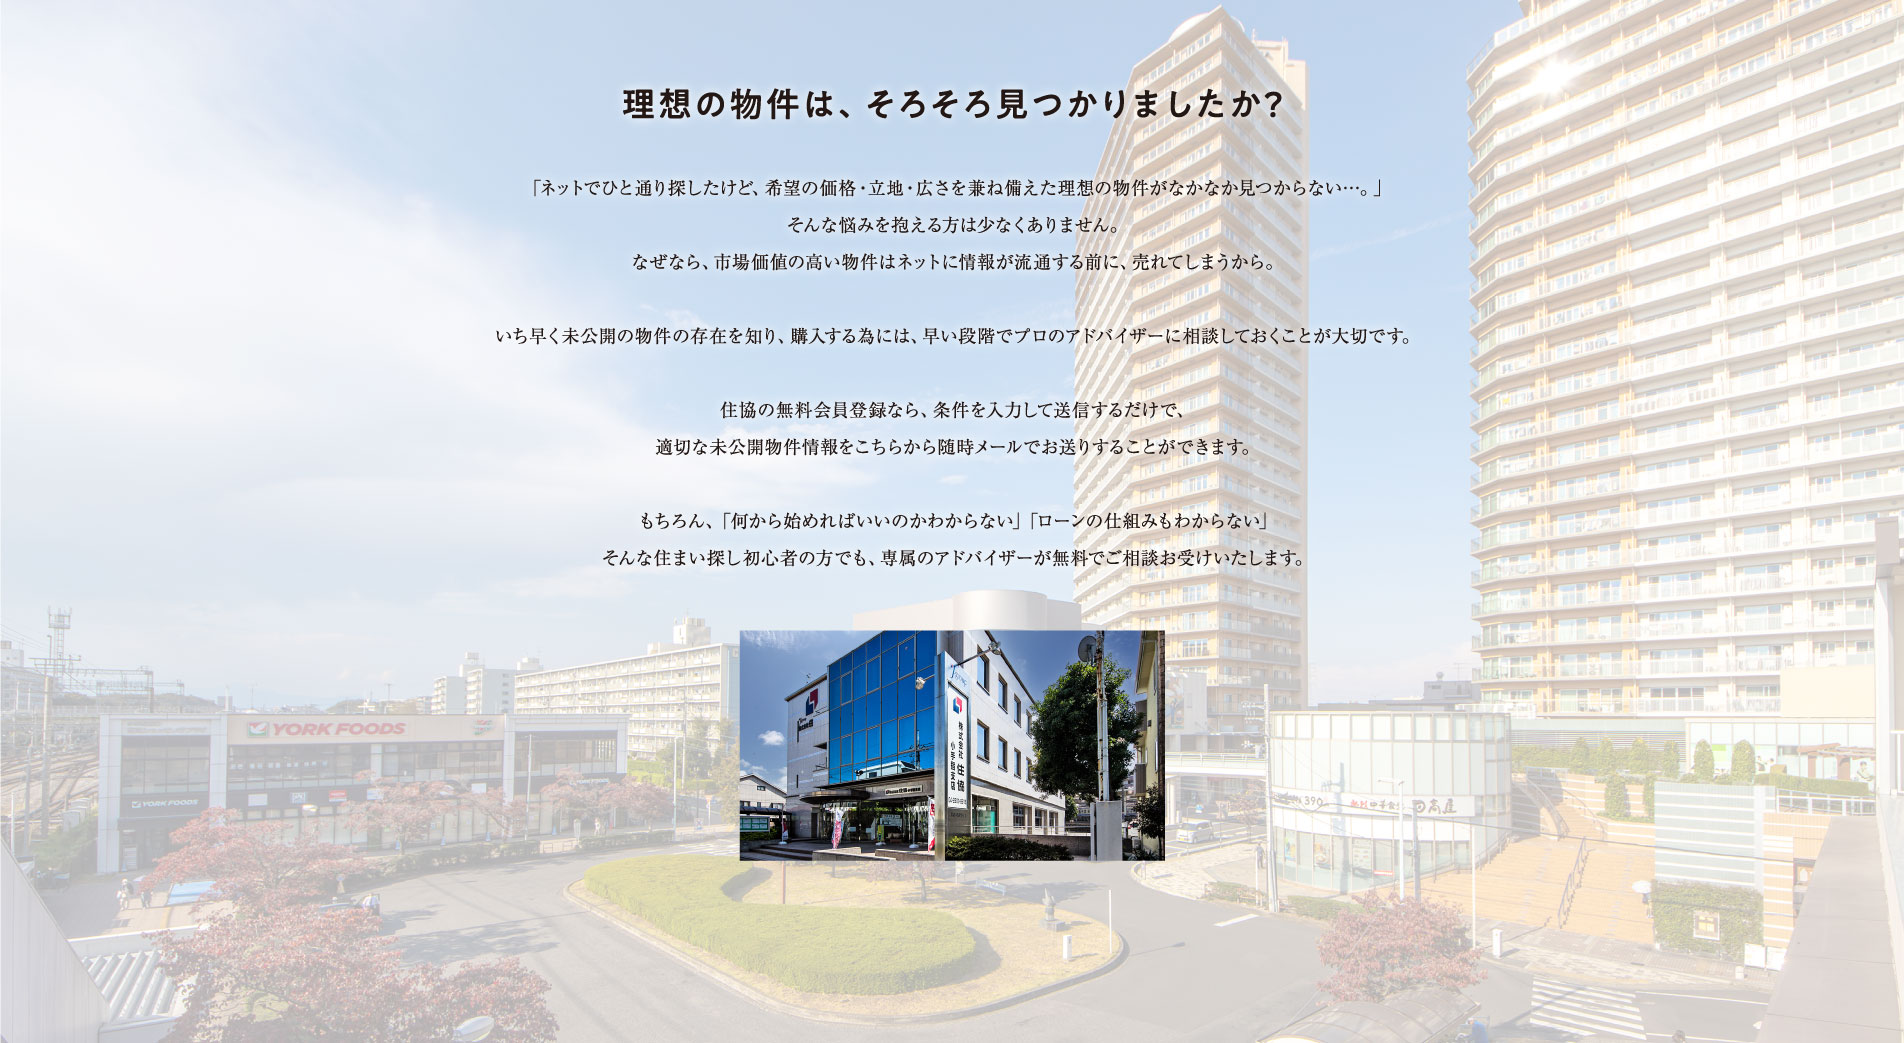 理想の物件は、そろそろ見つかりましたか？
「ネットでひと通り探したけど、希望の価格・立地・広さを兼ね備えた理想の物件がなかなか見つからない…。」
そんな悩みを抱える方は少なくありません。
なぜなら、市場価値の高い物件はネットに情報が流通する前に、売れてしまうから。
いち早く未公開の物件の存在を知り、購入する為には、早い段階でプロのアドバイザーに相談しておくことが大切です。
住協の無料会員登録なら、条件を入力して送信するだけで、
適切な未公開物件情報をこちらから随時メールでお送りすることができます。
もちろん、「何から始めればいいのかわからない」「ローンの仕組みもわからない」
そんな住まい探し初心者の方でも、専属のアドバイザーが無料でご相談お受けいたします。
YORK FOODS
YORK FOODS
株式会社 住協
小手指支店
390
日高屋